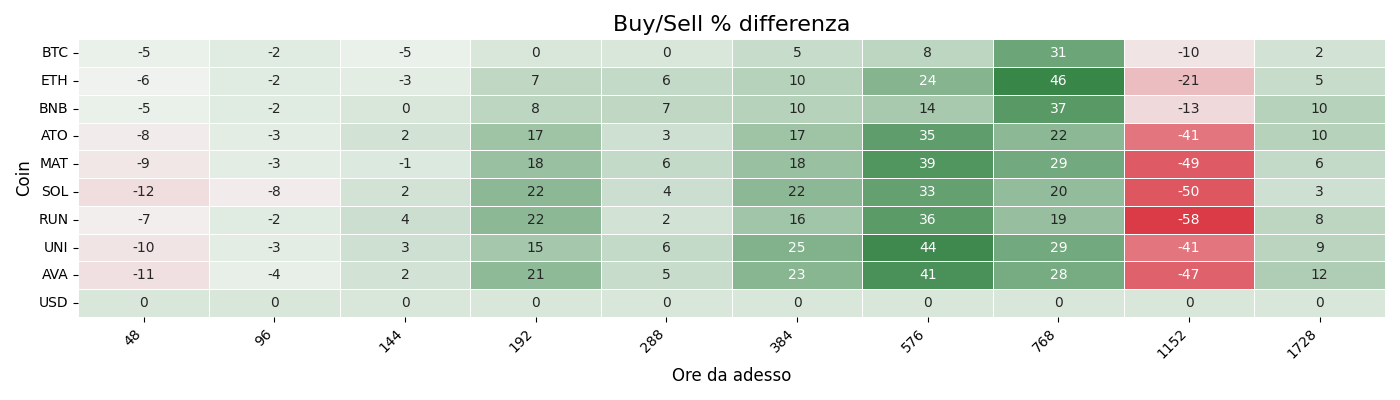 Buy/Sell % differenza
Coin
BTC -5 -2 -5 0 0 5 8 31 -10 2
ETH -6 -2 -3 7 6 10 24 46 -21 5
BNB -5 -2 0 8 7 10 14 37 -13 10
ATO -8 -3 2 17 3 17 35 22 -41 10
MAT -9 -3 -1 18 6 18 39 29 -49 6
SOL -12 -8 2 22 4 22 33 20 -50 3
RUN -7 -2 4 22 2 16 36 19 -58 8
UNI -10 -3 3 15 6 25 44 29 -41 9
AVA -11 -4 2 21 5 23 41 28 -47 12
USD 0 0 0 0 0 0 0 0 0 0
48 96 144 192 288 384 576 768 1152 1728
Ore da adesso